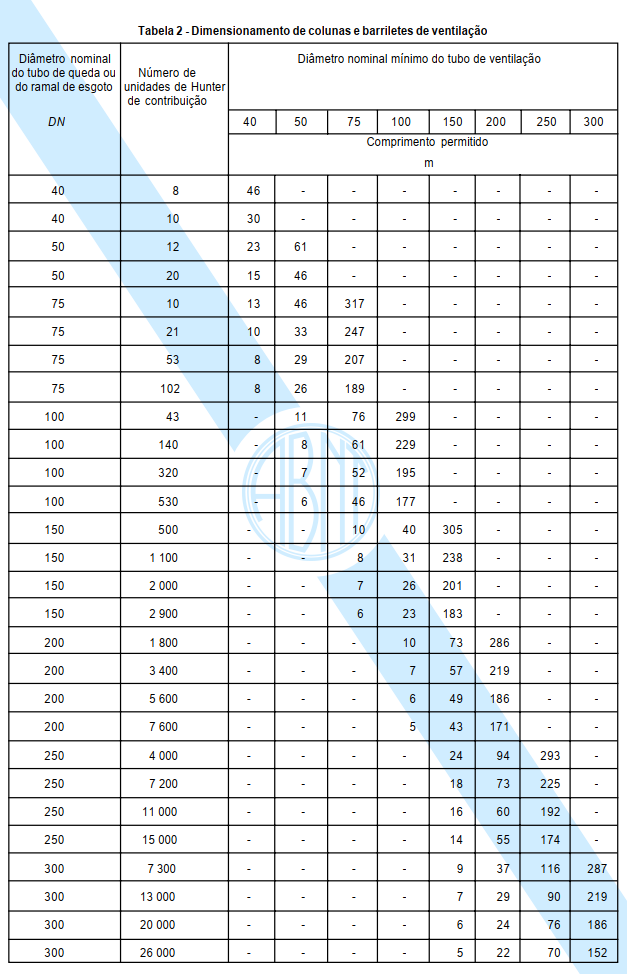 Tabela 2 - Dimensionamento de colunas e barriletes de ventilação
Diâmetro nominal do tubo de queda ou do ramal de esgoto DN | Número de unidades de Hunter de contribuição | Diâmetro nominal mínimo do tubo de ventilação
40 50 75 100 150 200 250 300
Comprimento permitido
m
40 8 46 - - - - - - -
40 10 30 - - - - - - -
50 12 23 61 - - - - - -
50 20 15 46 - - - - - -
75 10 13 46 317 - - - - -
75 21 10 33 247 - - - - -
75 53 8 29 207 - - - - -
75 102 8 26 189 - - - - -
100 43 - 11 76 299 - - - -
100 140 - 8 61 229 - - - -
100 320 - 7 52 195 - - - -
100 530 - 6 46 177 - - - -
150 500 - - 10 40 305 - - -
150 1 100 - - 8 31 238 - - -
150 2 000 - - 7 26 201 - - -
150 2 900 - - 6 23 183 - - -
200 1 800 - - - 10 73 286 - -
200 3 400 - - - 7 57 219 - -
200 5 600 - - - 6 49 186 - -
200 7 600 - - - 5 43 171 - -
250 4 000 - - - - 24 94 293 -
250 7 200 - - - - 18 73 225 -
250 11 000 - - - - 16 60 192 -
250 15 000 - - - - 14 55 174 -
300 7 300 - - - - 9 37 116 287
300 13 000 - - - - 7 29 90 219
300 20 000 - - - - 6 24 76 186
300 26 000 - - - - 5 22 70 152
ABNT